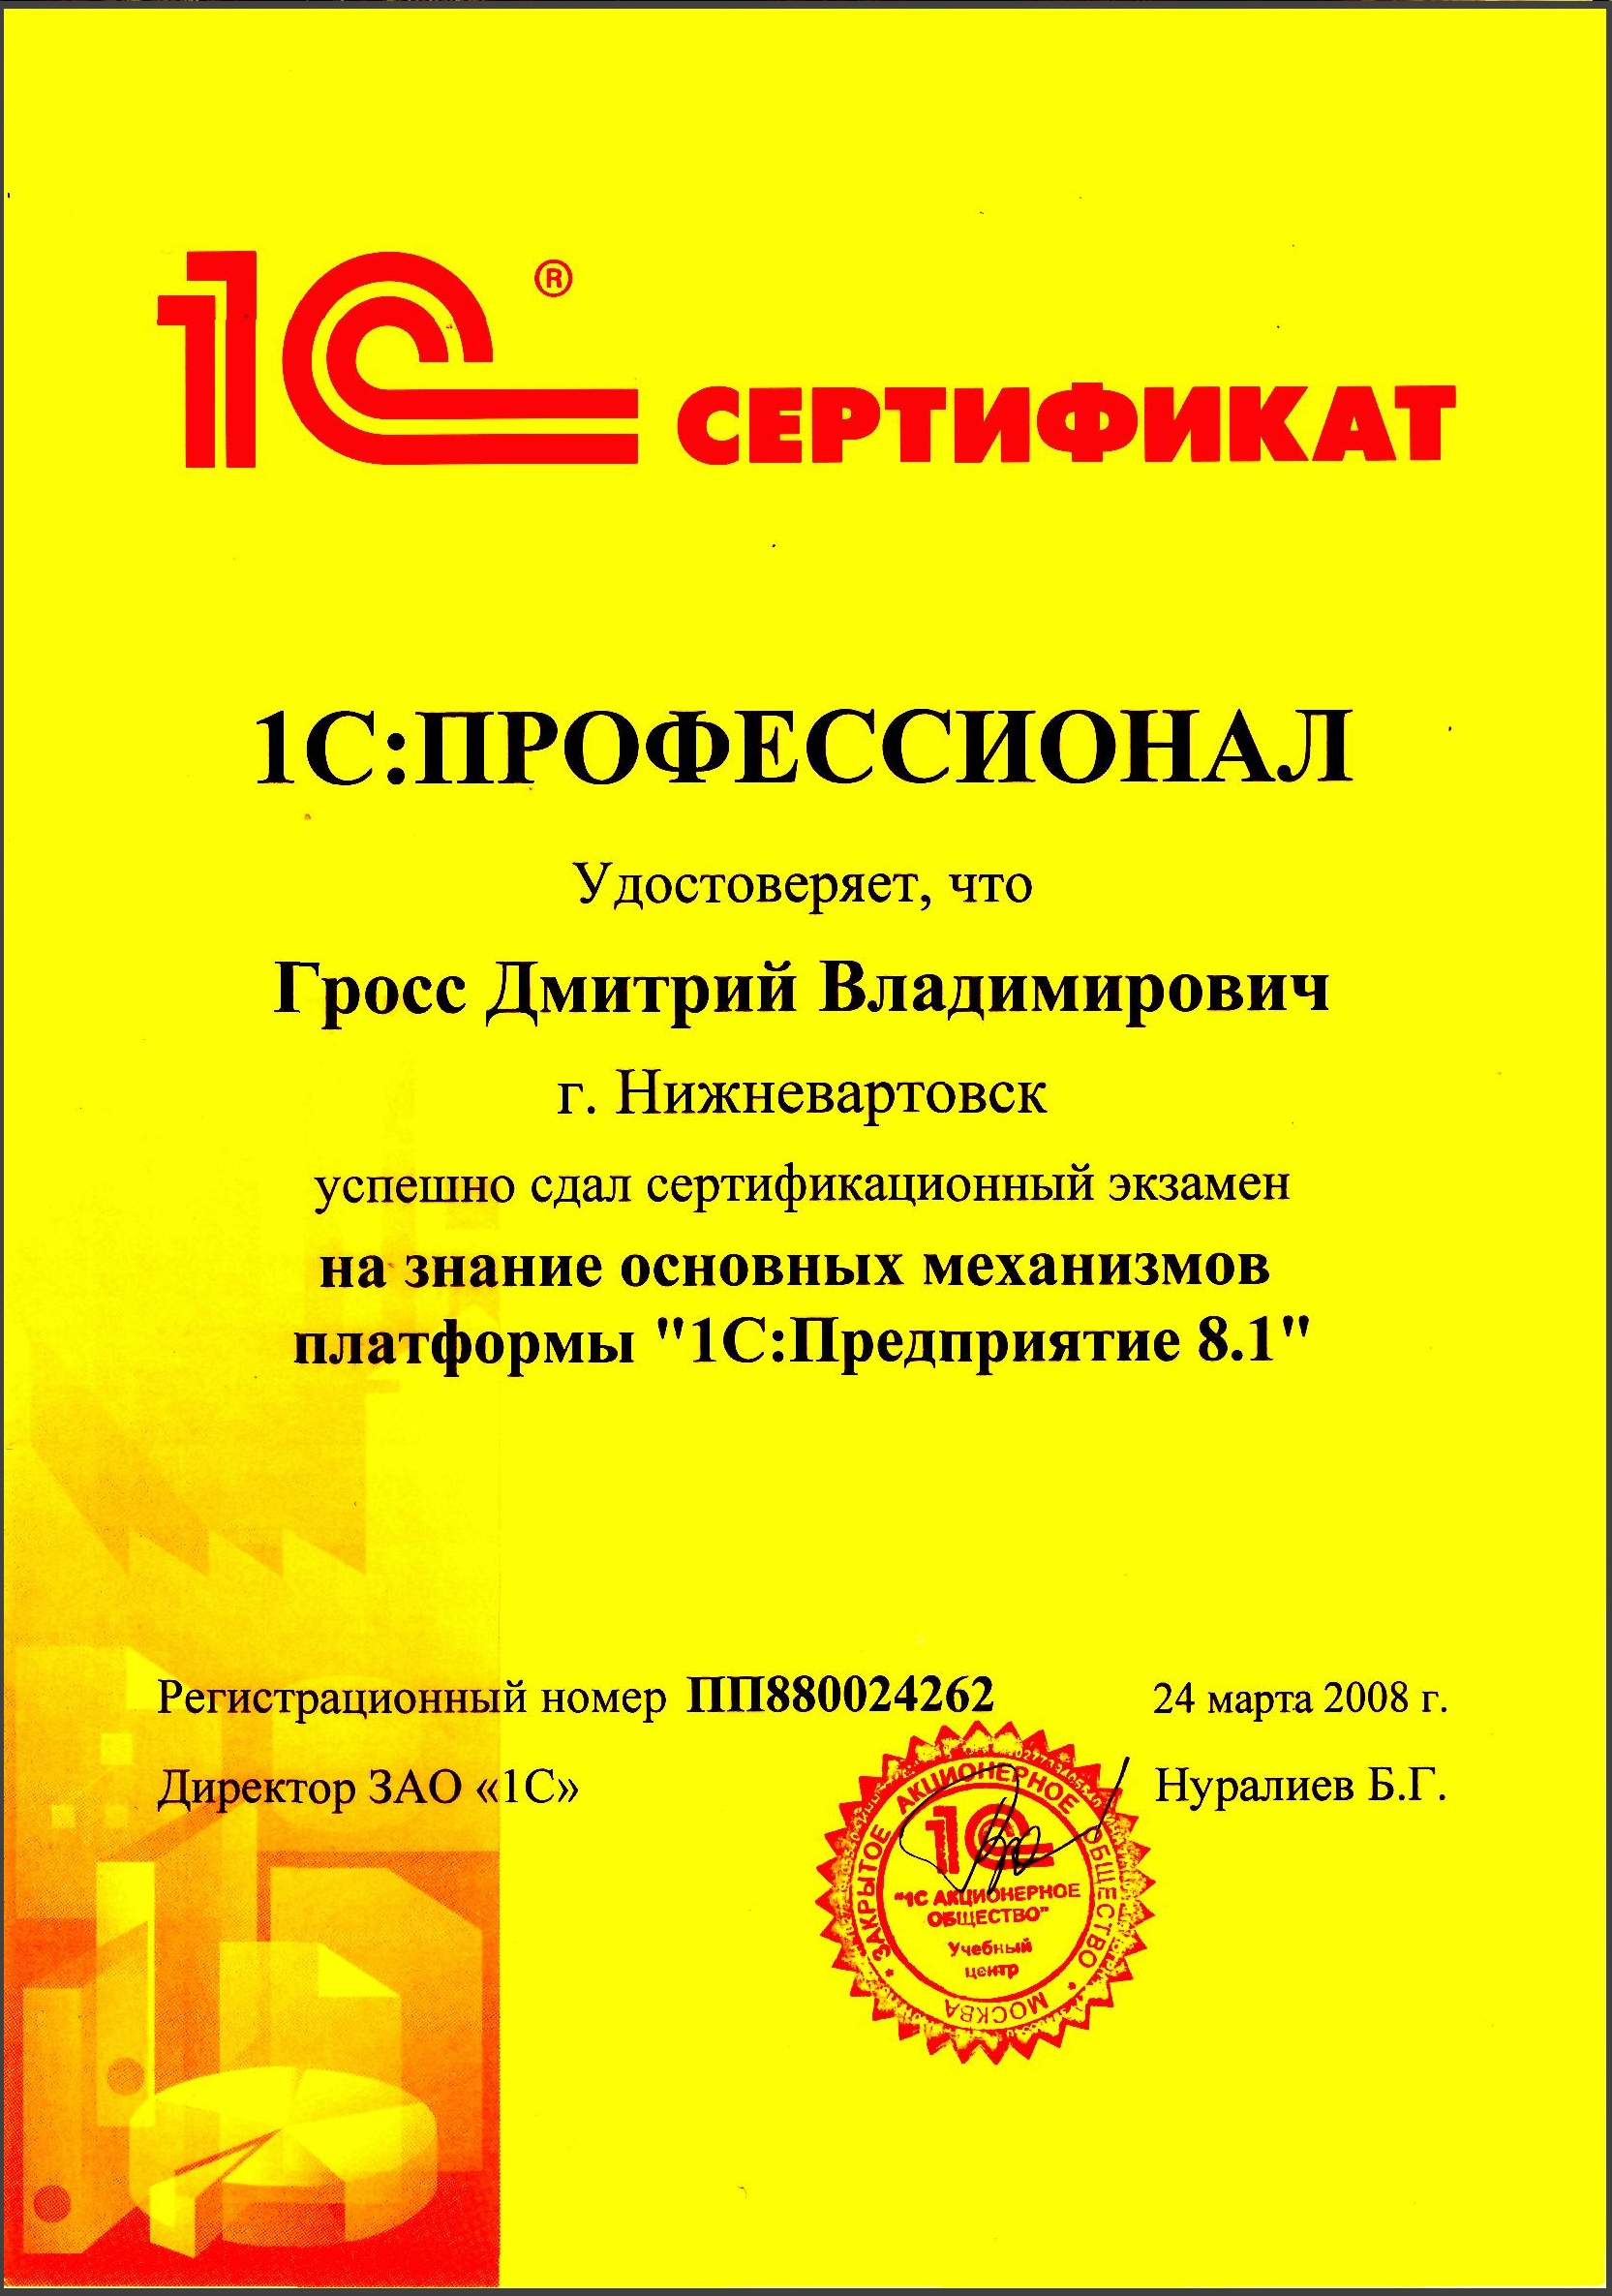 1С ®
СЕРТИФИКАТ
1С:ПРОФЕССИОНАЛ
Удостоверяет, что
Гросс Дмитрий Владимирович
г. Нижневартовск
успешно сдал сертификационный экзамен
на знание основных механизмов
платформы "1С:Предприятие 8.1"
Регистрационный номер ПП880024262
24 марта 2008 г.
Директор ЗАО «1С»
Нуралиев Б.Г.
ЗАКРЫТОЕ АКЦИОНЕРНОЕ ОБЩЕСТВО
1С
"1С АКЦИОНЕРНОЕ
ОБЩЕСТВО"
Учебный
центр
МОСКВА